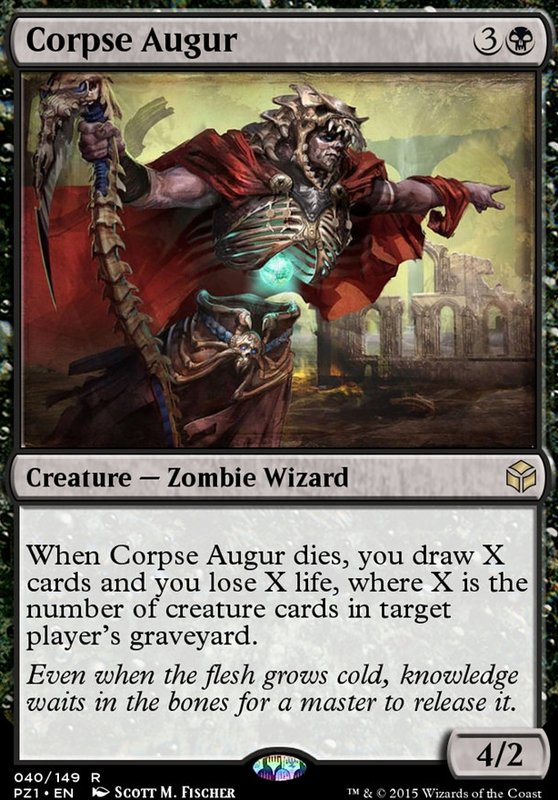 Corpse Augur 3
Creature — Zombie Wizard
When Corpse Augur dies, you draw X
cards and you lose X life, where X is the
number of creature cards in target
player's graveyard.
Even when the flesh grows cold, knowledge
waits in the bones for a master to release it.
4/2
040/149 R
PZ1 • EN Scott M. Fischer
™ & © 2015 Wizards of the Coast